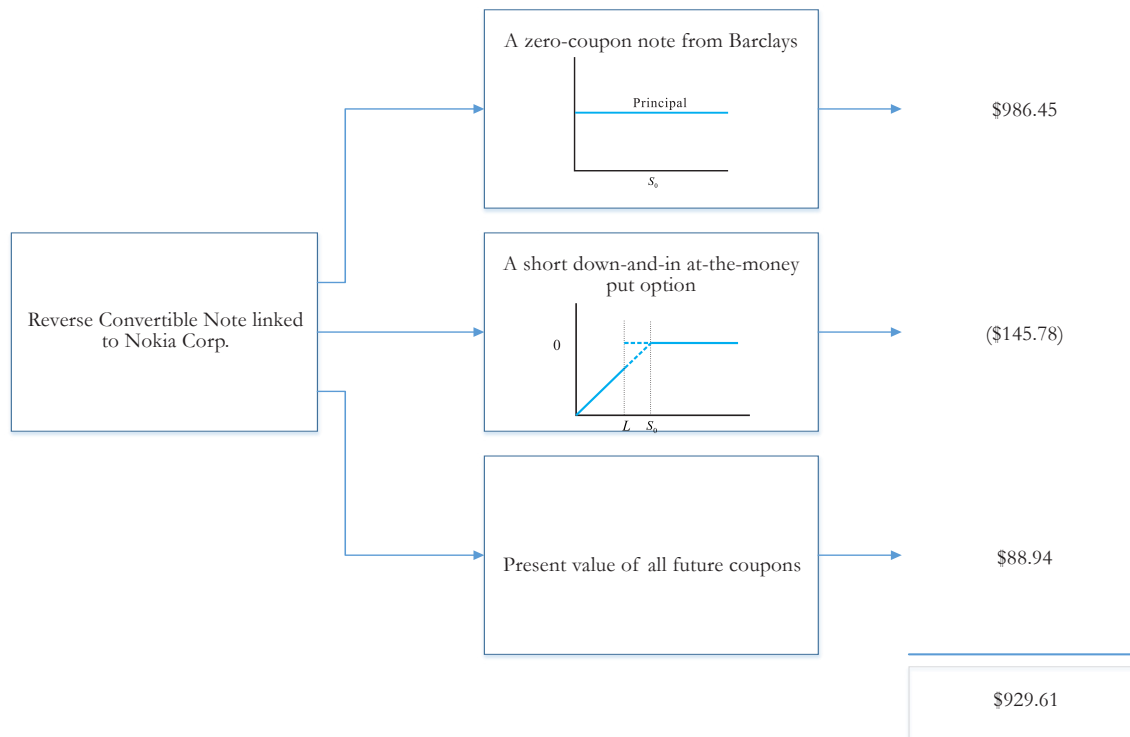 A zero-coupon note from Barclays
Principal
S₀
$986.45
Reverse Convertible Note linked
to Nokia Corp.
A short down-and-in at-the-money
put option
0
L S₀
($145.78)
Present value of all future coupons
$88.94
$929.61